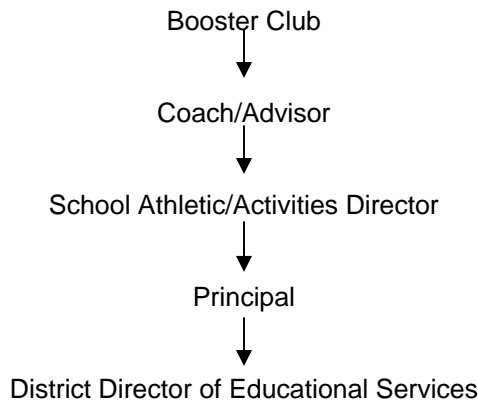 Booster Club
Coach/Advisor
School Athletic/Activities Director
Principal
District Director of Educational Services